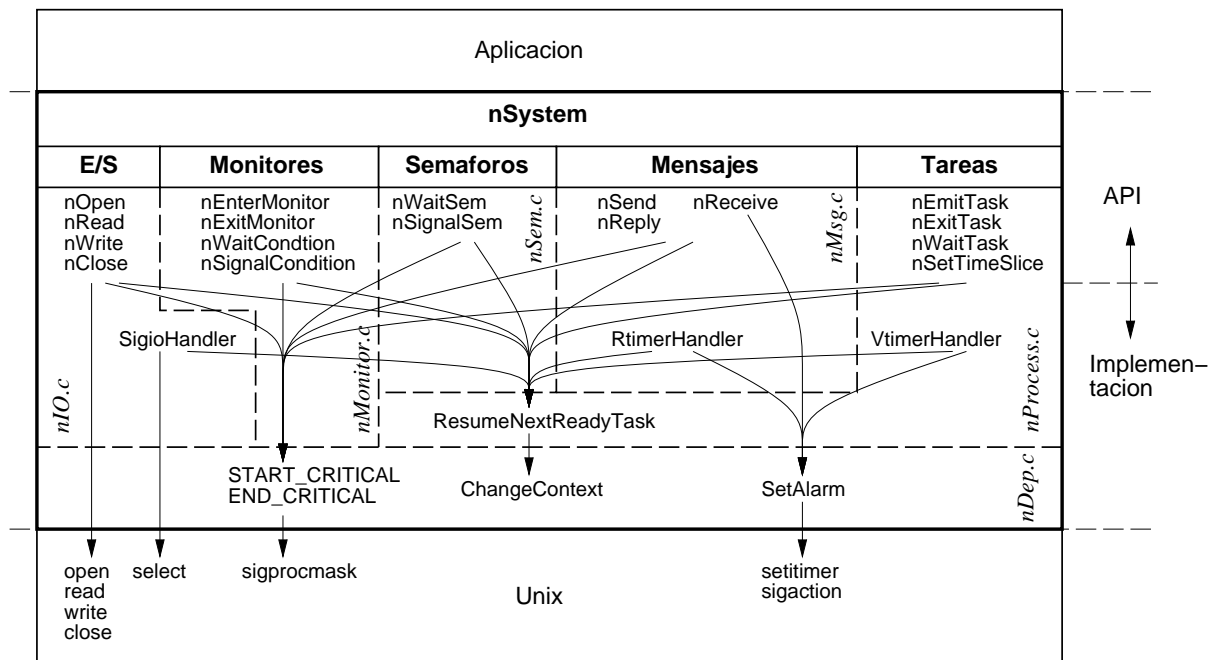 Aplicacion
nSystem
E/S
Monitores
Semaforos
Mensajes
Tareas
nOpen
nRead
nWrite
nClose
nEnterMonitor
nExitMonitor
nWaitCondtion
nSignalCondition
nWaitSem
nSignalSem
nSem.c
nSend
nReply
nReceive
nMsg.c
nEmitTask
nExitTask
nWaitTask
nSetTimeSlice
API
SigioHandler
nMonitor.c
RtimerHandler
VtimerHandler
nProcess.c
Implemen-
tacion
nIO.c
ResumeNextReadyTask
START_CRITICAL
END_CRITICAL
ChangeContext
SetAlarm
nDep.c
open
read
write
close
select
sigprocmask
Unix
setitimer
sigaction